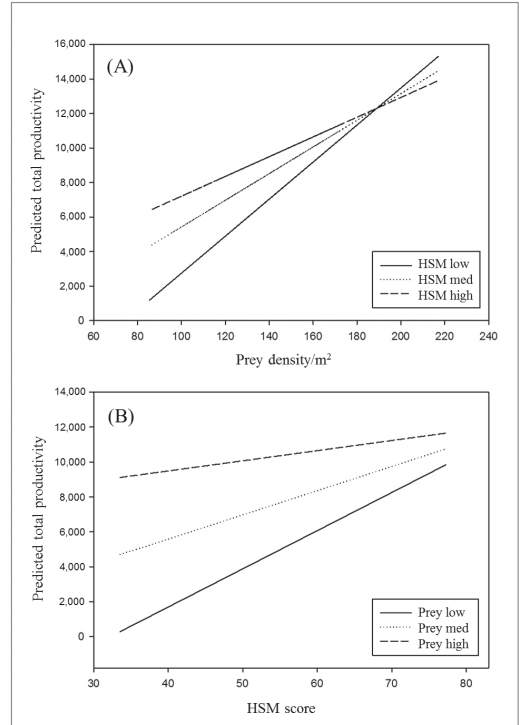 (A)
Predicted total productivity
16,000
14,000
12,000
10,000
8,000
6,000
4,000
2,000
0
60 80 100 120 140 160 180 200 220 240
Prey density/m²
HSM low
HSM med
HSM high
(B)
Predicted total productivity
14,000
12,000
10,000
8,000
6,000
4,000
2,000
0
30 40 50 60 70 80
HSM score
Prey low
Prey med
Prey high